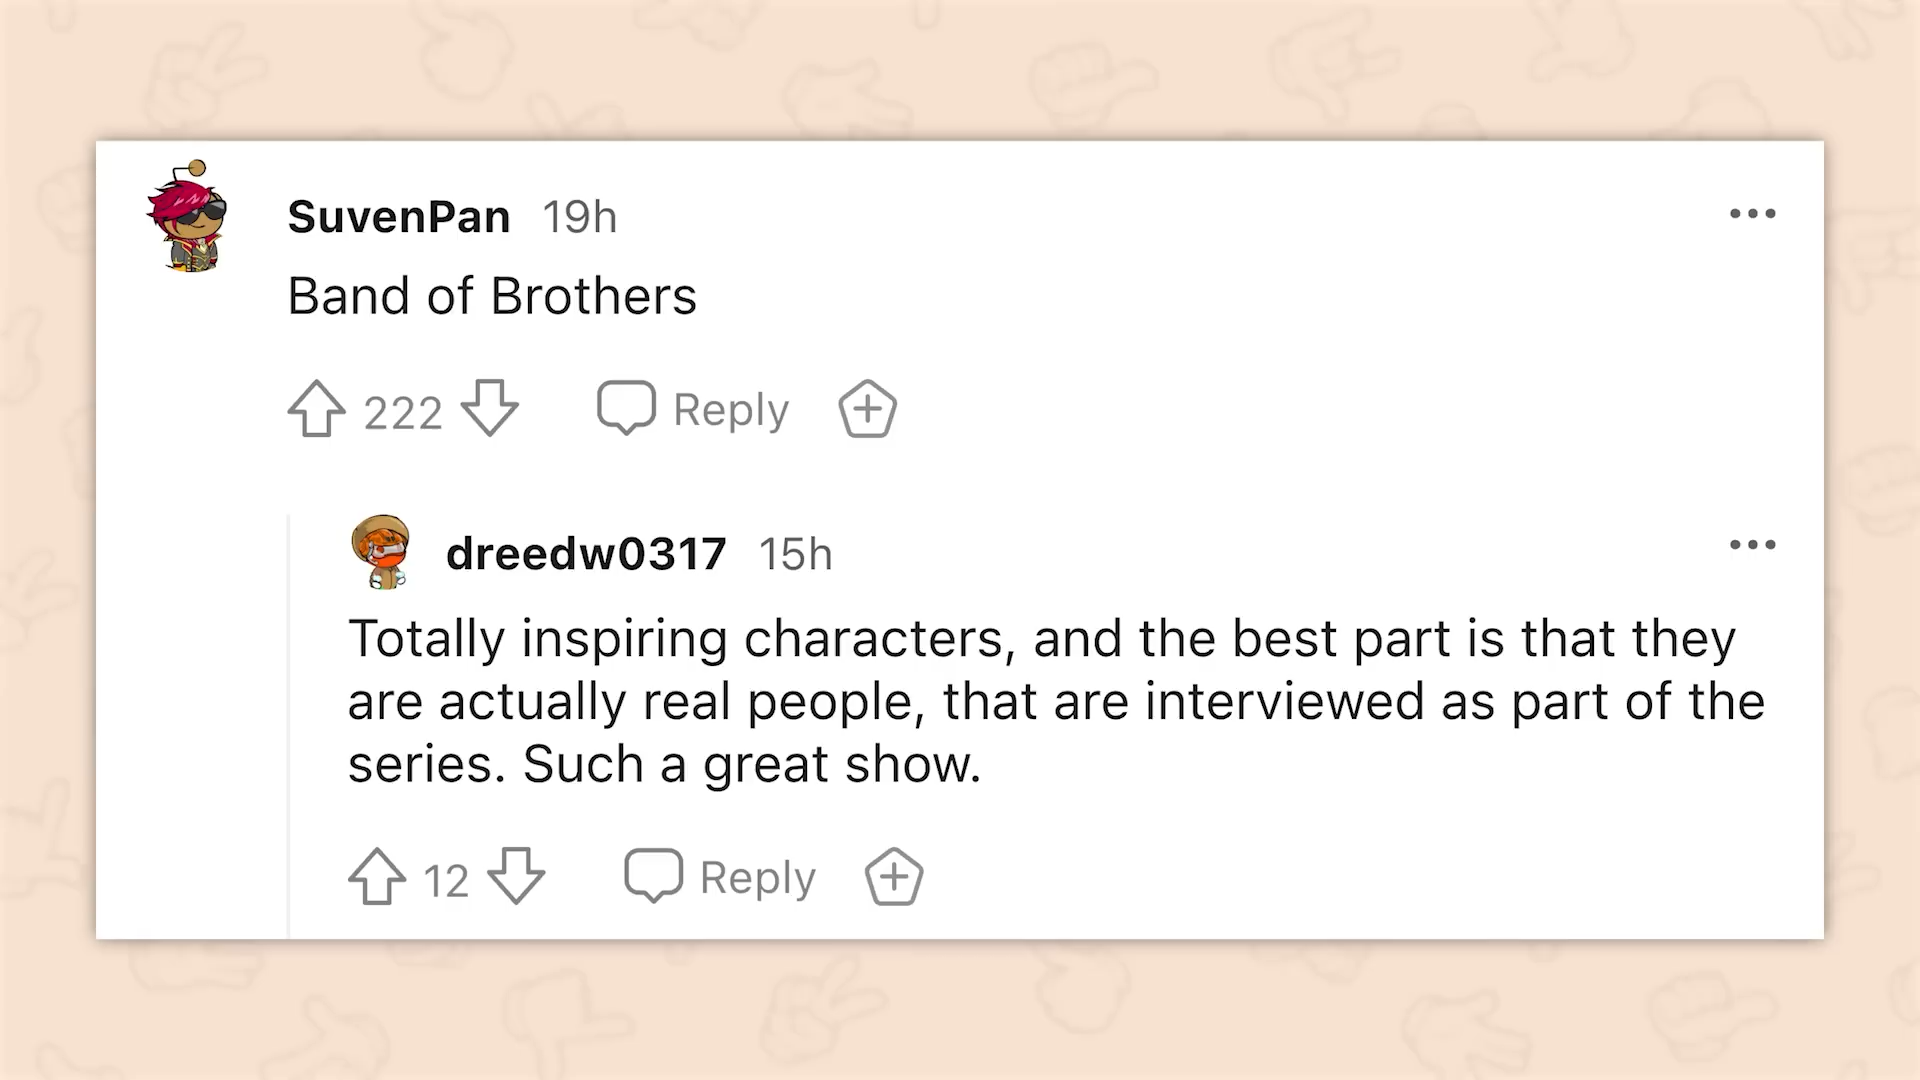 SuvenPan 19h
Band of Brothers
222 Reply
dreedw0317 15h
Totally inspiring characters, and the best part is that they
are actually real people, that are interviewed as part of the
series. Such a great show.
12 Reply